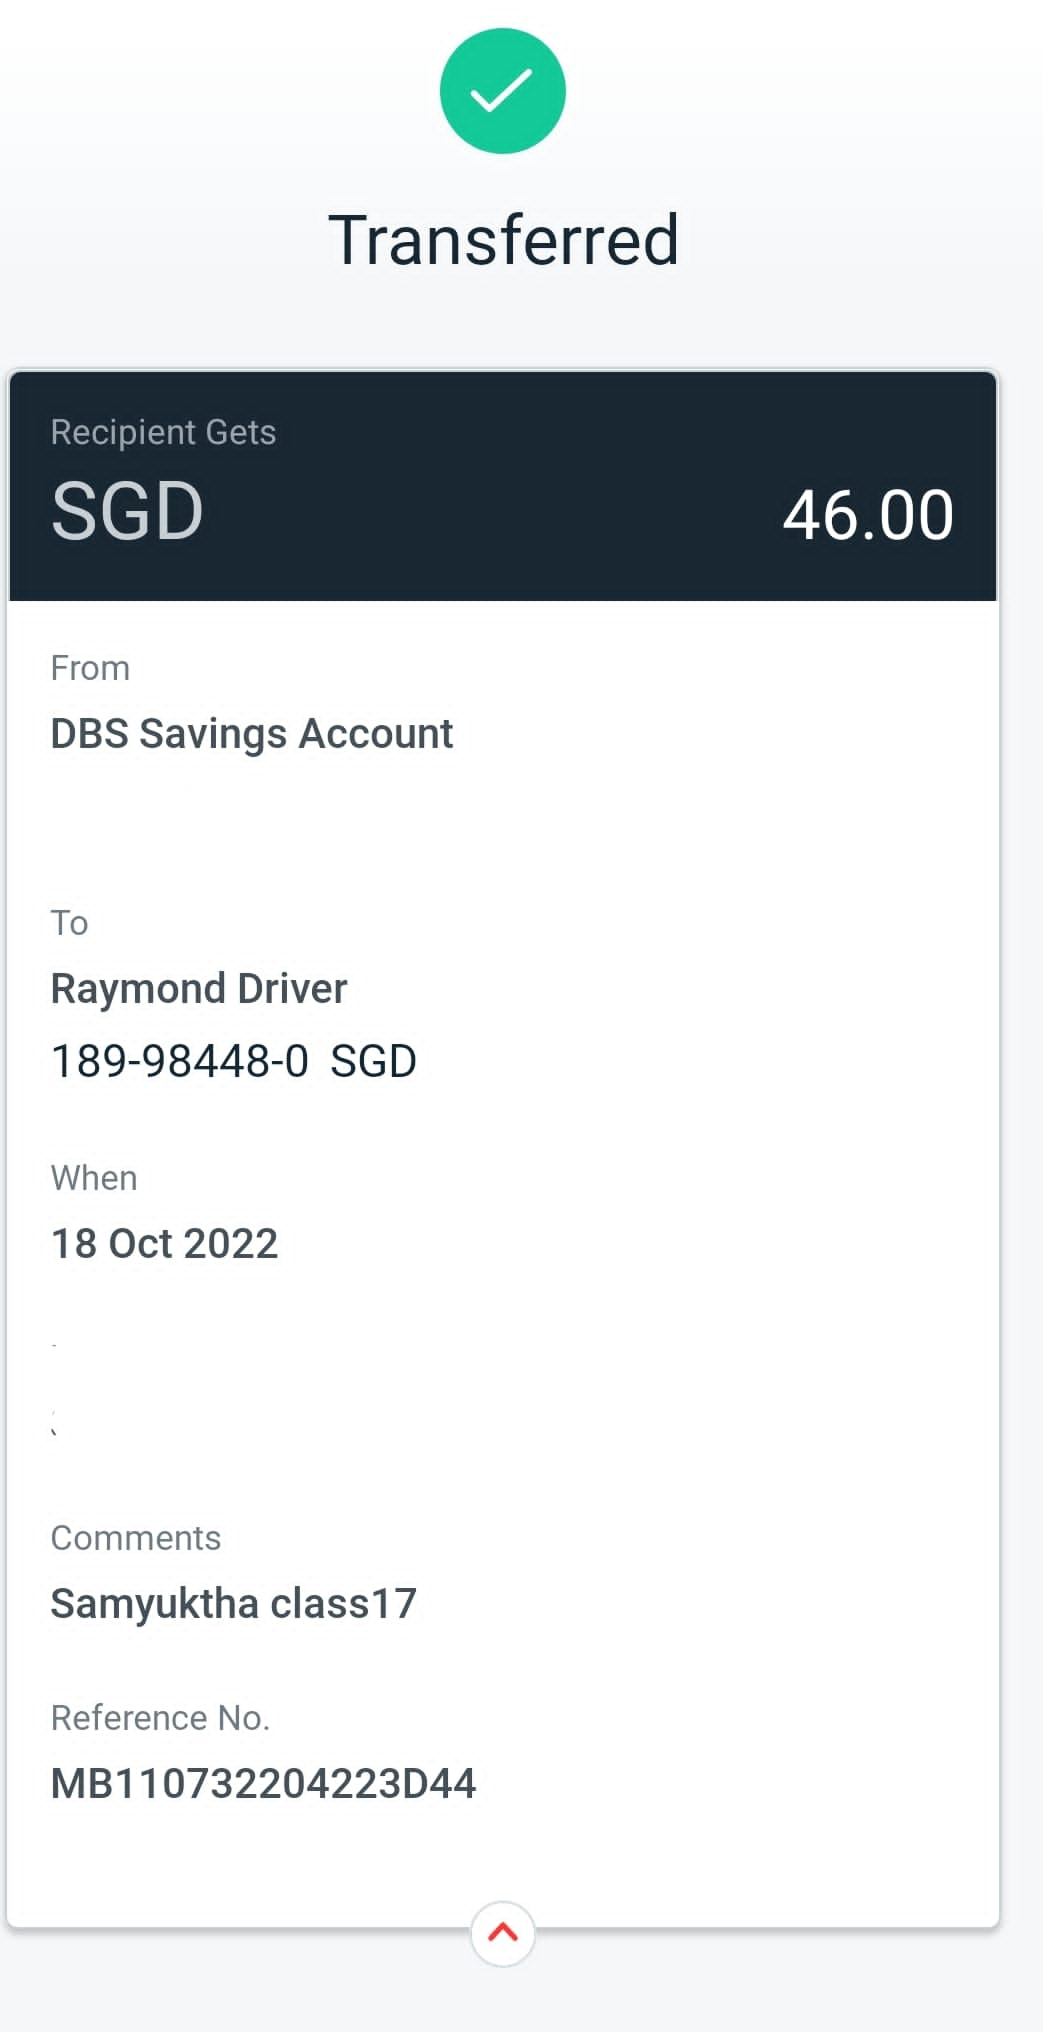 Transferred
Recipient Gets
SGD 46.00
From
DBS Savings Account
To
Raymond Driver
189-98448-0 SGD
When
18 Oct 2022
Comments
Samyuktha class17
Reference No.
MB110732204223D44